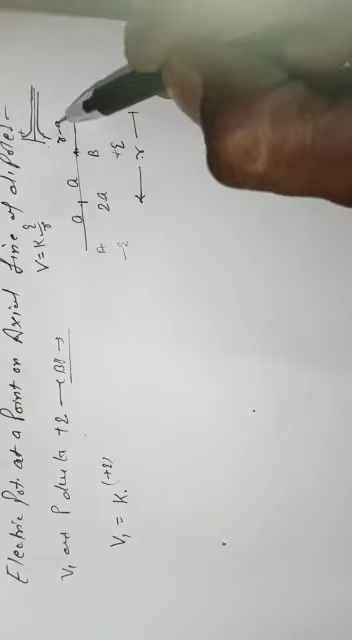 Electric Pot. at a Point on Axial line of dipole:-
V = K q/r
a a r-a
A 2a B
-q +q
← r →
V₁ at P due to +q → (B) →
V₁ = K. (+q)